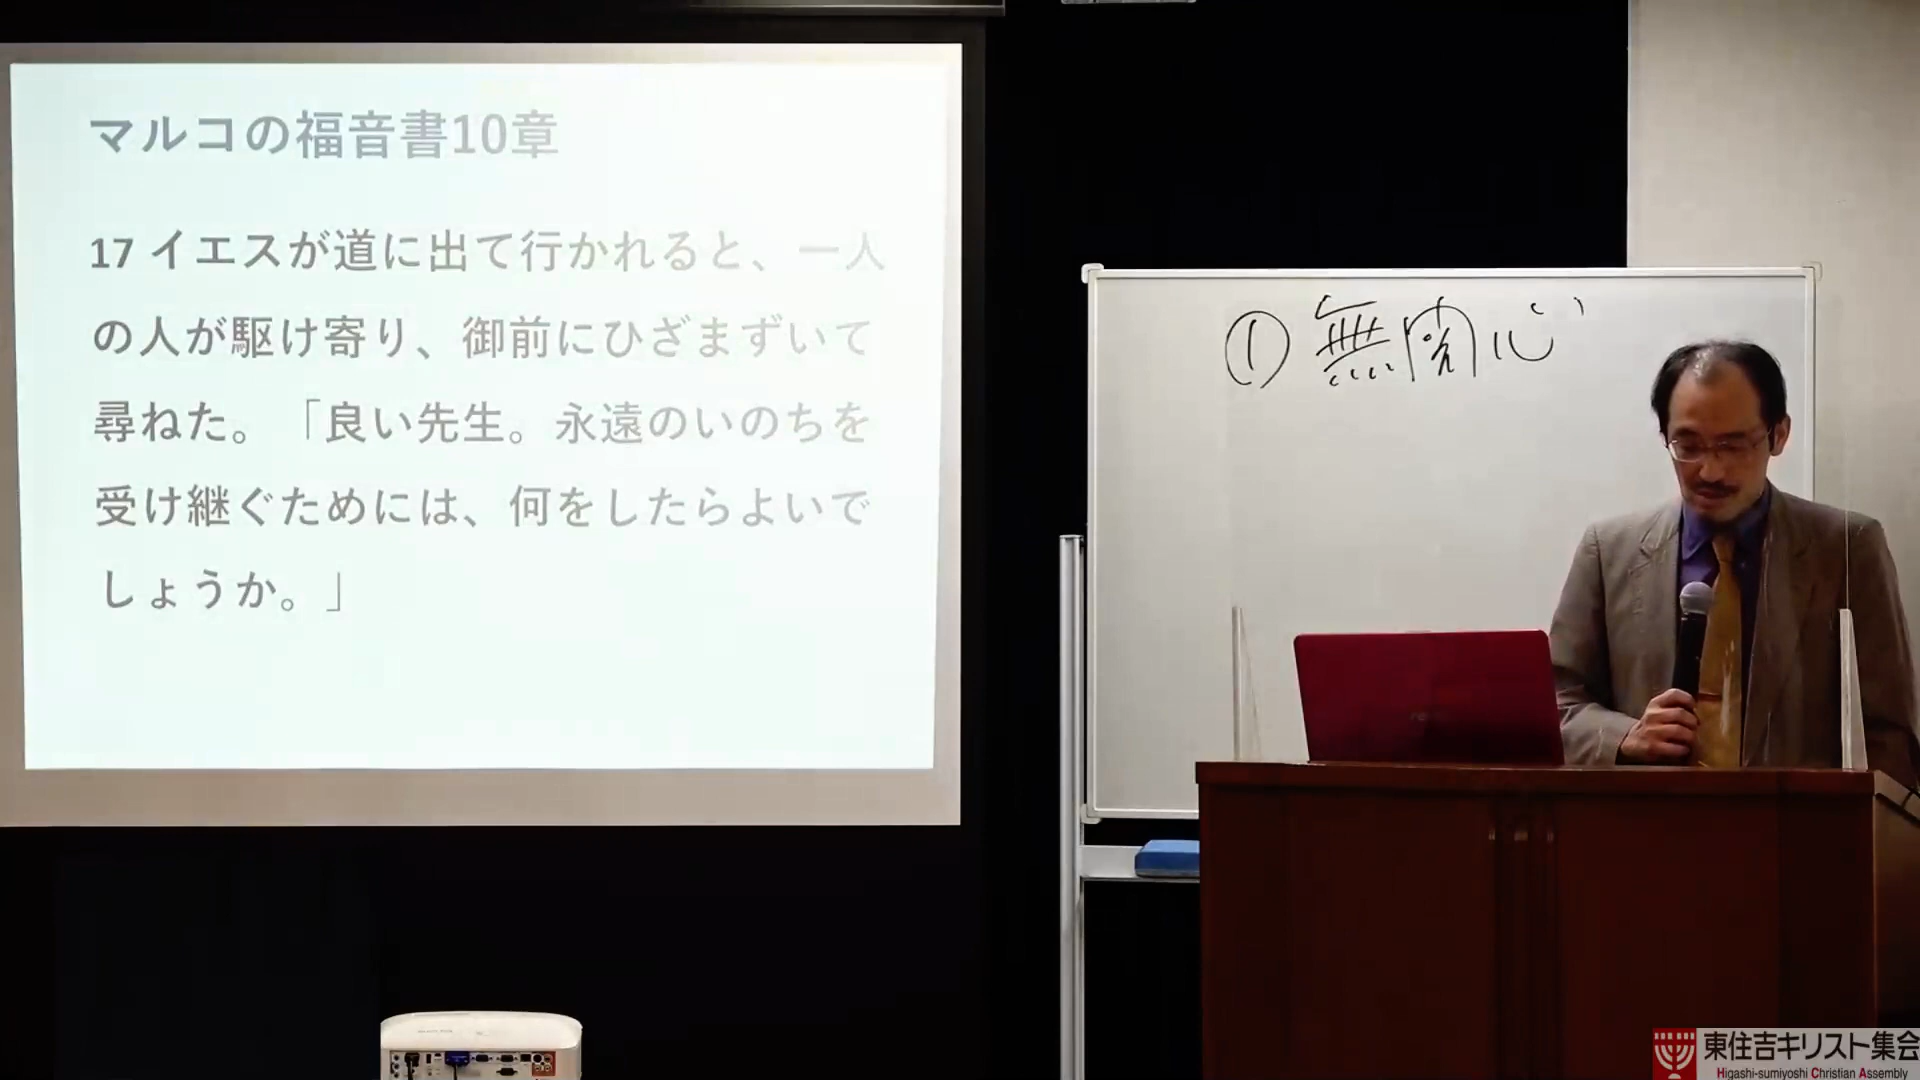 マルコの福音書10章
17 イエスが道に出て行かれると、一人
の人が駆け寄り、御前にひざまずいて
尋ねた。「良い先生。永遠のいのちを
受け継ぐためには、何をしたらよいで
しょうか。」
① 無関心
東住吉キリスト集会
Higashi-sumiyoshi Christian Assembly